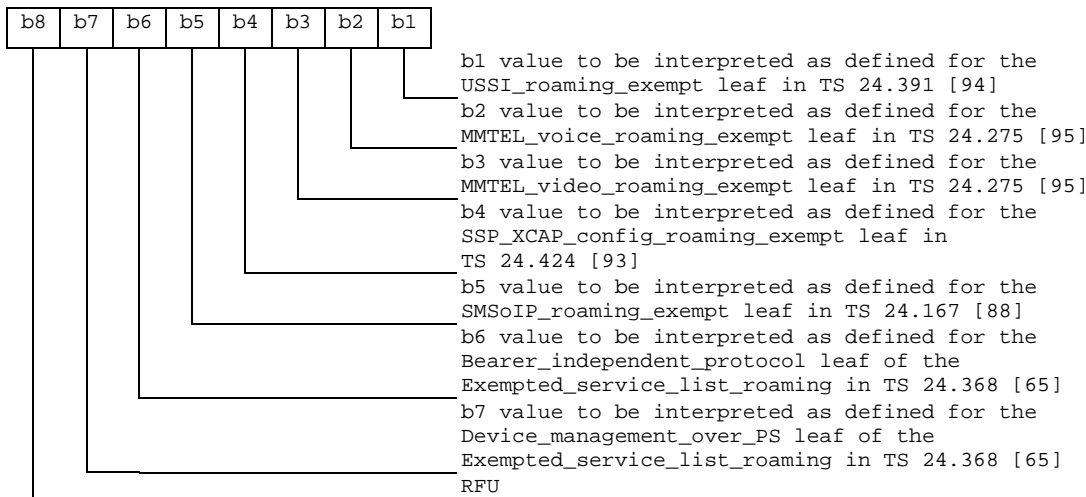 b8 b7 b6 b5 b4 b3 b2 b1
b1 value to be interpreted as defined for the
USSI_roaming_exempt leaf in TS 24.391 [94]
b2 value to be interpreted as defined for the
MMTEL_voice_roaming_exempt leaf in TS 24.275 [95]
b3 value to be interpreted as defined for the
MMTEL_video_roaming_exempt leaf in TS 24.275 [95]
b4 value to be interpreted as defined for the
SSP_XCAP_config_roaming_exempt leaf in
TS 24.424 [93]
b5 value to be interpreted as defined for the
SMSoIP_roaming_exempt leaf in TS 24.167 [88]
b6 value to be interpreted as defined for the
Bearer_independent_protocol leaf of the
Exempted_service_list_roaming in TS 24.368 [65]
b7 value to be interpreted as defined for the
Device_management_over_PS leaf of the
Exempted_service_list_roaming in TS 24.368 [65]
RFU